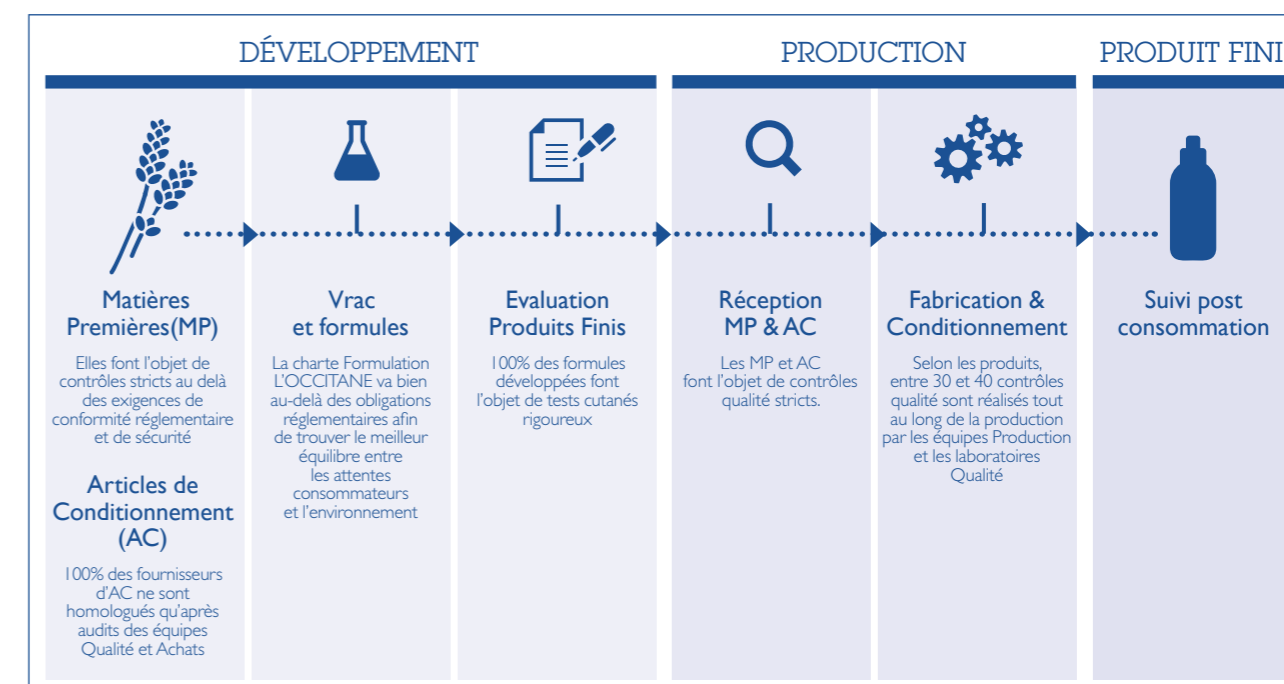 DÉVELOPPEMENT
PRODUCTION
PRODUIT FINI
Matières
Premières(MP)
Elles font l'objet de
contrôles stricts au delà
des exigences de
conformité réglementaire
et de sécurité
Articles de
Conditionnement
(AC)
100% des fournisseurs
d'AC ne sont
homologués qu'après
audits des équipes
Qualité et Achats
Vrac
et formules
La charte Formulation
L'OCCITANE va bien
au-delà des obligations
réglementaires afin
de trouver le meilleur
équilibre entre
les attentes
consommateurs
et l'environnement
Evaluation
Produits Finis
100% des formules
développées font
l'objet de tests cutanés
rigoureux
Réception
MP & AC
Les MP et AC
font l'objet de contrôles
qualité stricts.
Fabrication &
Conditionnement
Selon les produits,
entre 30 et 40 contrôles
qualité sont réalisés tout
au long de la production
par les équipes Production
et les laboratoires
Qualité
Suivi post
consommation